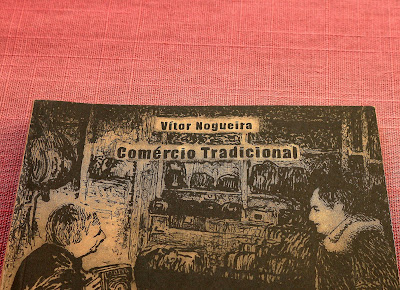 Vítor Nogueira
Comércio Tradicional